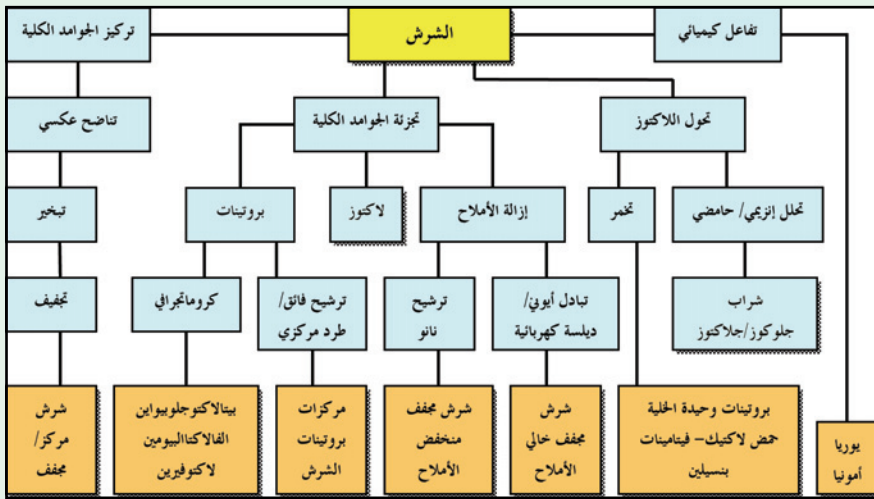 تفاعل كيميائي
الشرش
تركيز الجوامد الكلية
تحول اللاكتوز
تجزئة الجوامد الكلية
تناضح عكسي
تحلل إنزيمي/ حامضي
تخمر
إزالة الأملاح
لاكتوز
بروتينات
تبخير
شراب
جلوكوز/جلاكتوز
تبادل أيوني/
ديلسة كهربائية
ترشيح
نانو
ترشيح فائق/
طرد مركزي
كروماتجرافي
تجفيف
يوريا
أمونيا
بروتينات وحيدة الخلية
حمض لاكتيك– فيتامينات
بنسيلين
شرش
مجفف خالي
الأملاح
شرش مجفف
منخفض
الأملاح
مركزات
بروتينات
الشرش
بيتالاكتوجلوبيواين
الفالاكتاالبيومين
لاكتوفيرين
شرش
مركز/
مجفف